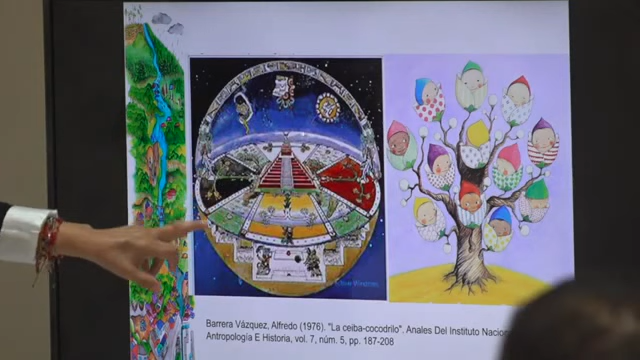 Barrera Vázquez, Alfredo (1976). "La ceiba-cocodrilo". Anales Del Instituto
Antropología E Historia, vol. 7, núm. 5, pp. 187-208